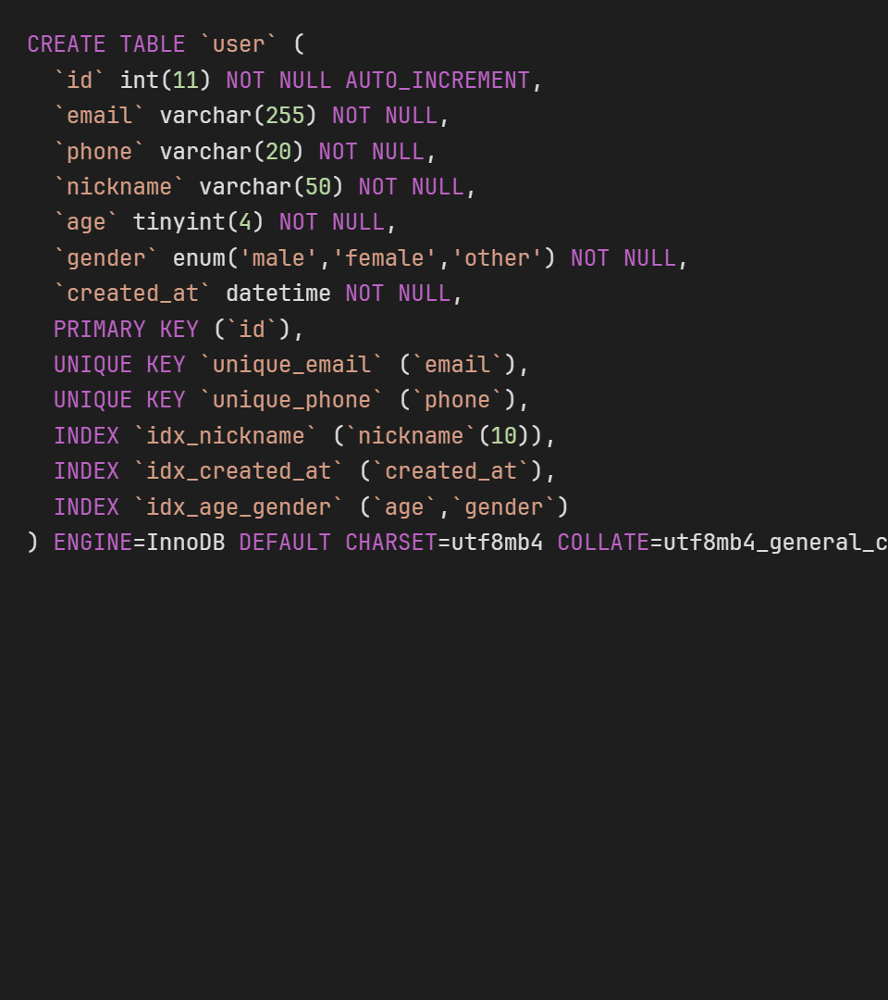 CREATE TABLE `user` (
  `id` int(11) NOT NULL AUTO_INCREMENT,
  `email` varchar(255) NOT NULL,
  `phone` varchar(20) NOT NULL,
  `nickname` varchar(50) NOT NULL,
  `age` tinyint(4) NOT NULL,
  `gender` enum('male','female','other') NOT NULL,
  `created_at` datetime NOT NULL,
  PRIMARY KEY (`id`),
  UNIQUE KEY `unique_email` (`email`),
  UNIQUE KEY `unique_phone` (`phone`),
  INDEX `idx_nickname` (`nickname`(10)),
  INDEX `idx_created_at` (`created_at`),
  INDEX `idx_age_gender` (`age`,`gender`)
) ENGINE=InnoDB DEFAULT CHARSET=utf8mb4 COLLATE=utf8mb4_general_c